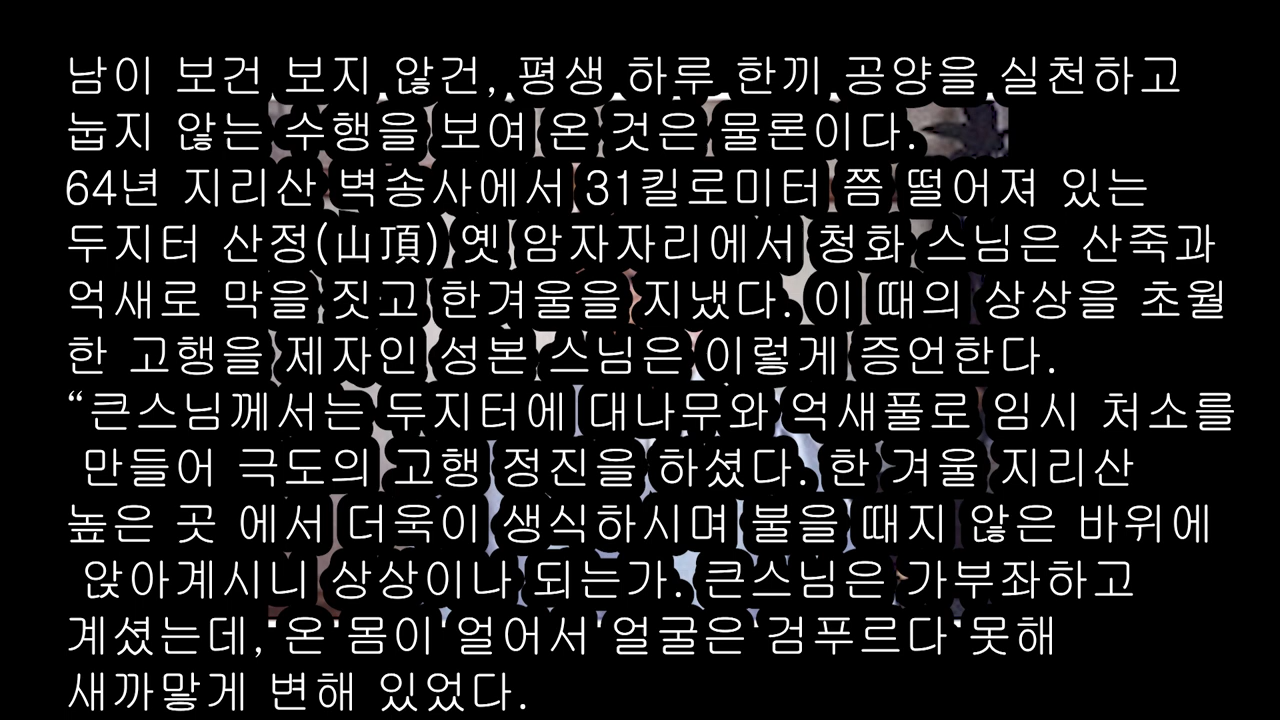 남이 보건 보지 않건, 평생 하루 한끼 공양을 실천하고
눕지 않는 수행을 보여 온 것은 물론이다.
64년 지리산 벽송사에서 31킬로미터 쯤 떨어져 있는
두지터 산정(山頂) 옛 암자자리에서 청화 스님은 산죽과
억새로 막을 짓고 한겨울을 지냈다. 이 때의 상상을 초월
한 고행을 제자인 성본 스님은 이렇게 증언한다.
“큰스님께서는 두지터에 대나무와 억새풀로 임시 처소를
만들어 극도의 고행 정진을 하셨다. 한 겨울 지리산
높은 곳 에서 더욱이 생식하시며 불을 때지 않은 바위에
앉아계시니 상상이나 되는가. 큰스님은 가부좌하고
계셨는데, 온 몸이 얼어서 얼굴은 검푸르다 못해
새까맣게 변해 있었다.